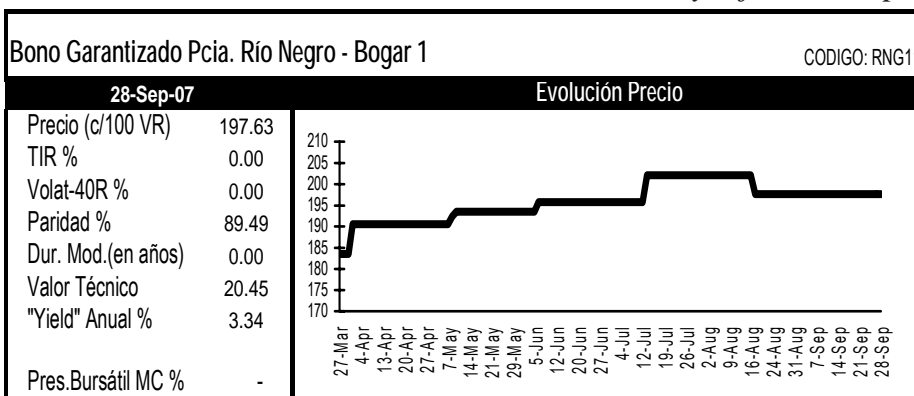 y
Bono Garantizado Pcia. Río Negro - Bogar 1 CODIGO: RNG1
28-Sep-07 Evolución Precio
Precio (c/100 VR) 197.63
TIR % 0.00
Volat-40R % 0.00
Paridad % 89.49
Dur. Mod.(en años) 0.00
Valor Técnico 20.45
"Yield" Anual % 3.34
Pres.Bursátil MC % -
210
205
200
195
190
185
180
175
170
27-Mar
4-Apr
13-Apr
20-Apr
27-Apr
7-May
14-May
21-May
29-May
5-Jun
12-Jun
20-Jun
27-Jun
4-Jul
12-Jul
19-Jul
26-Jul
2-Aug
9-Aug
16-Aug
24-Aug
31-Aug
7-Sep
14-Sep
21-Sep
28-Sep